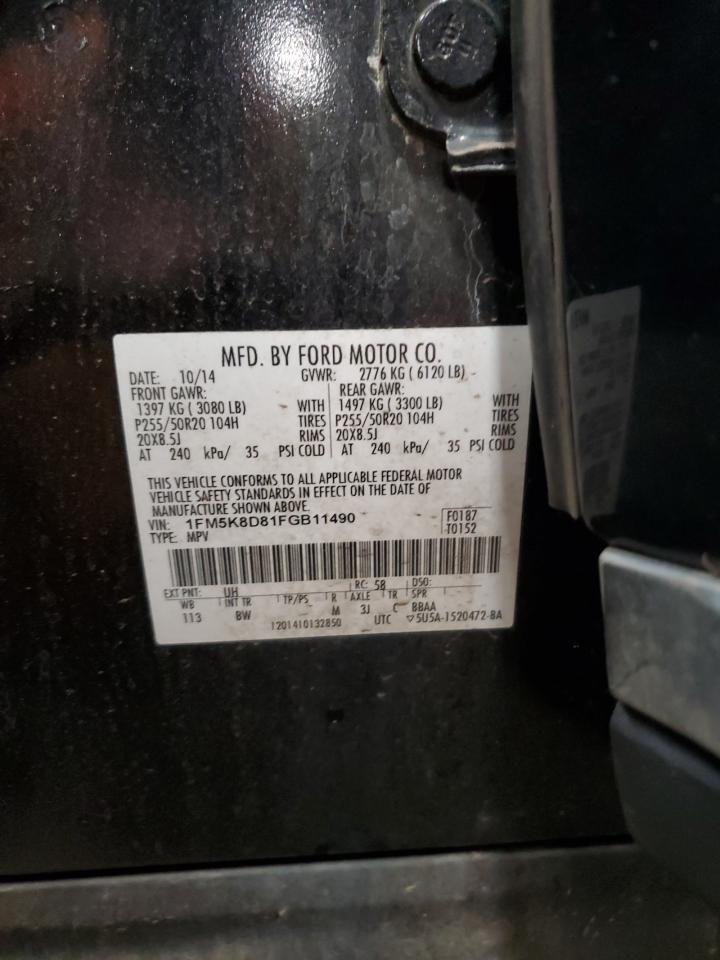 MFD. BY FORD MOTOR CO.
DATE: 10/14 GVWR: 2776 KG ( 6120 LB)
FRONT GAWR: REAR GAWR:
1397 KG ( 3080 LB) WITH 1497 KG ( 3300 LB) WITH
P255/50R20 104H TIRES P255/50R20 104H TIRES
20X8.5J RIMS 20X8.5J RIMS
AT 240 kPa/ 35 PSI COLD AT 240 kPa/ 35 PSI COLD
THIS VEHICLE CONFORMS TO ALL APPLICABLE FEDERAL MOTOR
VEHICLE SAFETY STANDARDS IN EFFECT ON THE DATE OF
MANUFACTURE SHOWN ABOVE.
VIN: 1FM5K8D81FGB11490 F0187
TYPE: MPV T0152
EXT PNT: UH RC: 58 DSO:
WB INT TR TP/PS R AXLE TR SPR
113 BW M 3J C BBAA
1201410132850 UTC ▽5U5A-1520472-BA